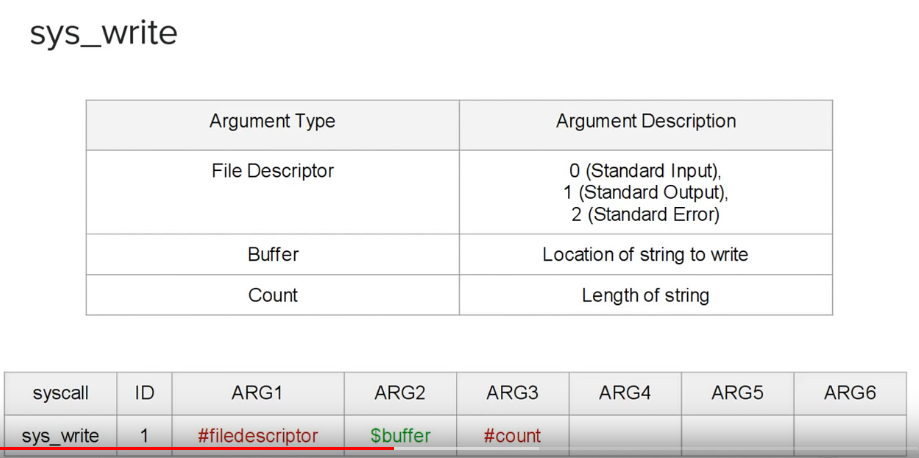 sys_write
Argument Type Argument Description
File Descriptor 0 (Standard Input),
1 (Standard Output),
2 (Standard Error)
Buffer Location of string to write
Count Length of string
syscall ID ARG1 ARG2 ARG3 ARG4 ARG5 ARG6
sys_write 1 #filedescriptor $buffer #count